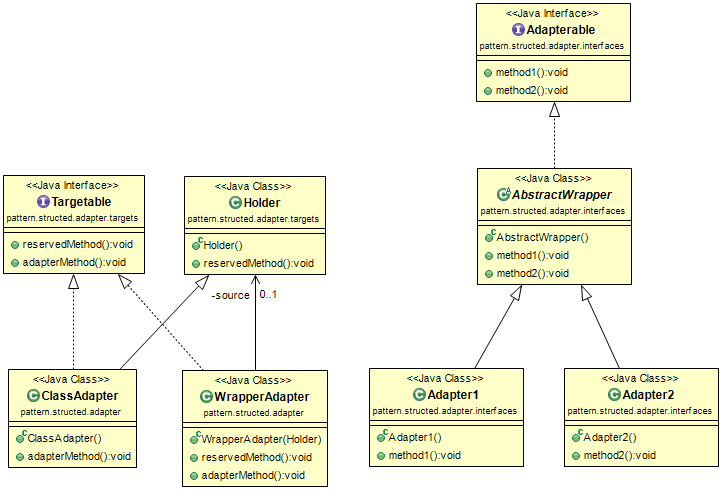 <<Java Interface>>
Adapterable
pattern.structed.adapter.interfaces
method1():void
method2():void
<<Java Interface>>
Targetable
pattern.structed.adapter.targets
reservedMethod():void
adapterMethod():void
<<Java Class>>
Holder
pattern.structed.adapter.targets
Holder()
reservedMethod():void
<<Java Class>>
AbstractWrapper
pattern.structed.adapter.interfaces
AbstractWrapper()
method1():void
method2():void
-source 0..1
<<Java Class>>
ClassAdapter
pattern.structed.adapter
ClassAdapter()
adapterMethod():void
<<Java Class>>
WrapperAdapter
pattern.structed.adapter
WrapperAdapter(Holder)
reservedMethod():void
adapterMethod():void
<<Java Class>>
Adapter1
pattern.structed.adapter.interfaces
Adapter1()
method1():void
<<Java Class>>
Adapter2
pattern.structed.adapter.interfaces
Adapter2()
method2():void